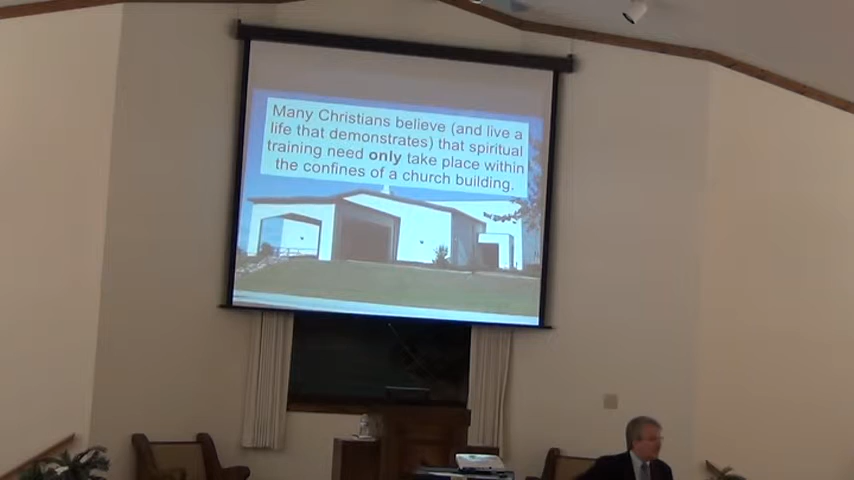 Many Christians believe (and live a
life that demonstrates) that spiritual
training need only take place within
the confines of a church building.